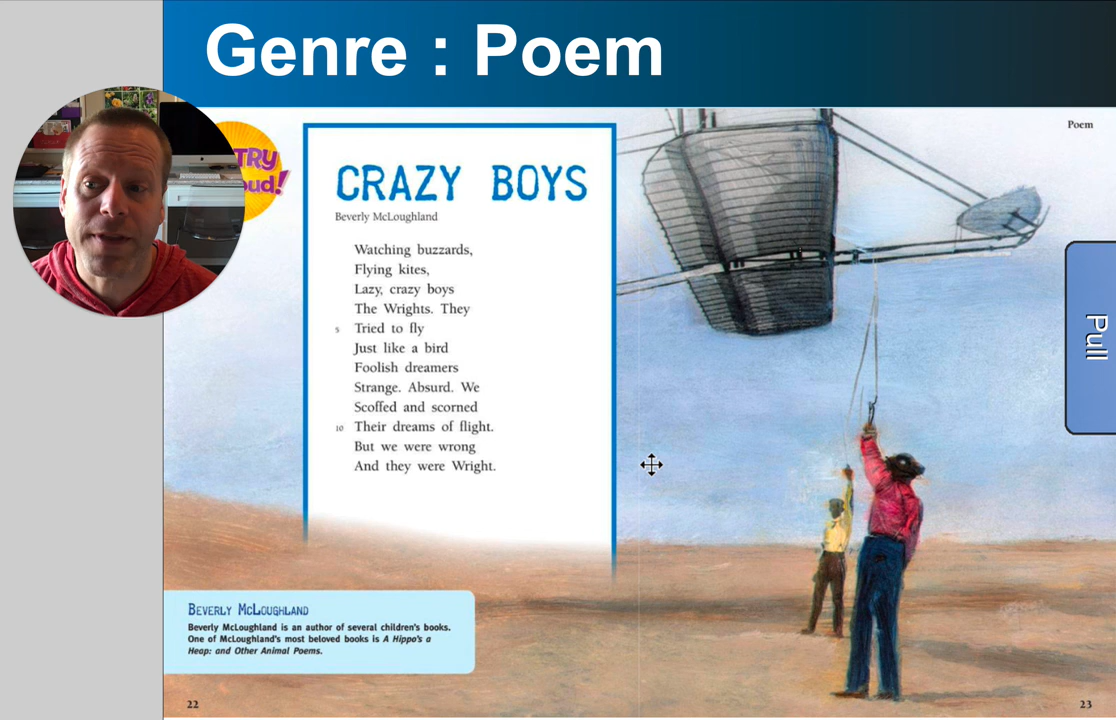 Genre : Poem
TRY
oud!
Poem
CRAZY BOYS
Beverly McLoughland
Watching buzzards,
Flying kites,
Lazy, crazy boys
The Wrights. They
5 Tried to fly
Just like a bird
Foolish dreamers
Strange. Absurd. We
Scoffed and scorned
10 Their dreams of flight.
But we were wrong
And they were Wright.
Pull
BEVERLY MCLOUGHLAND
Beverly McLoughland is an author of several children's books.
One of McLoughland's most beloved books is A Hippo's a
Heap: and Other Animal Poems.
22
23